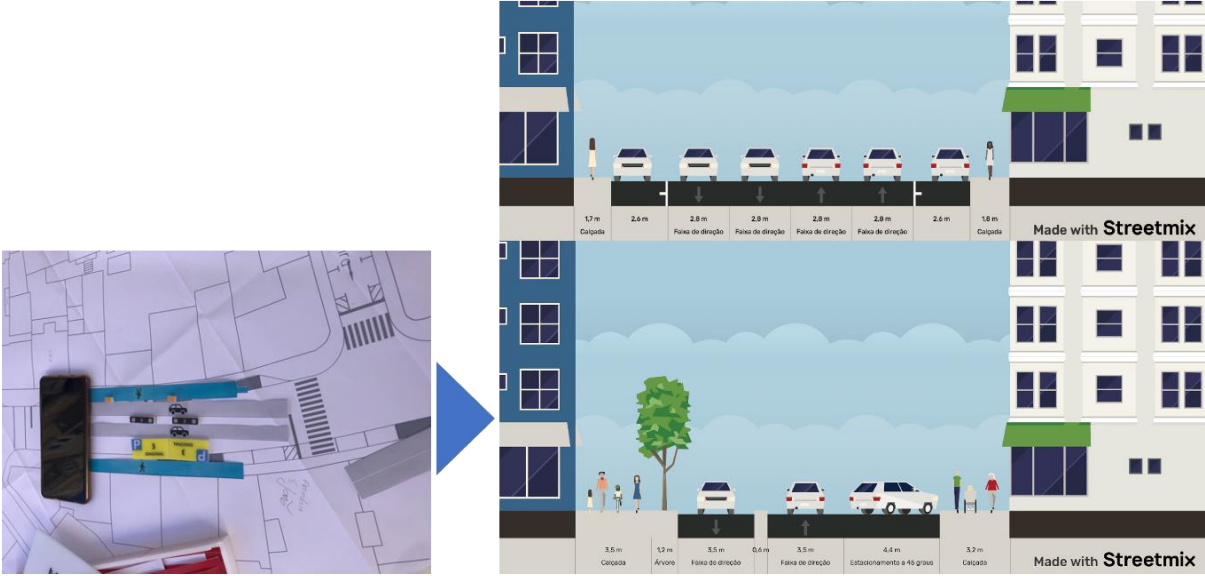 1,7 m 2,6 m 2,8 m 2,8 m 2,8 m 2,8 m 2,6 m 1,8 m
Calçada Faixa de direção Faixa de direção Faixa de direção Faixa de direção Calçada
Made with Streetmix
P S
E P
3,5 m 1,2 m 3,5 m 0,6 m 3,5 m 4,4 m 3,2 m
Calçada Árvore Faixa de direção Faixa de direção Estacionamento a 45 graus Calçada
Made with Streetmix